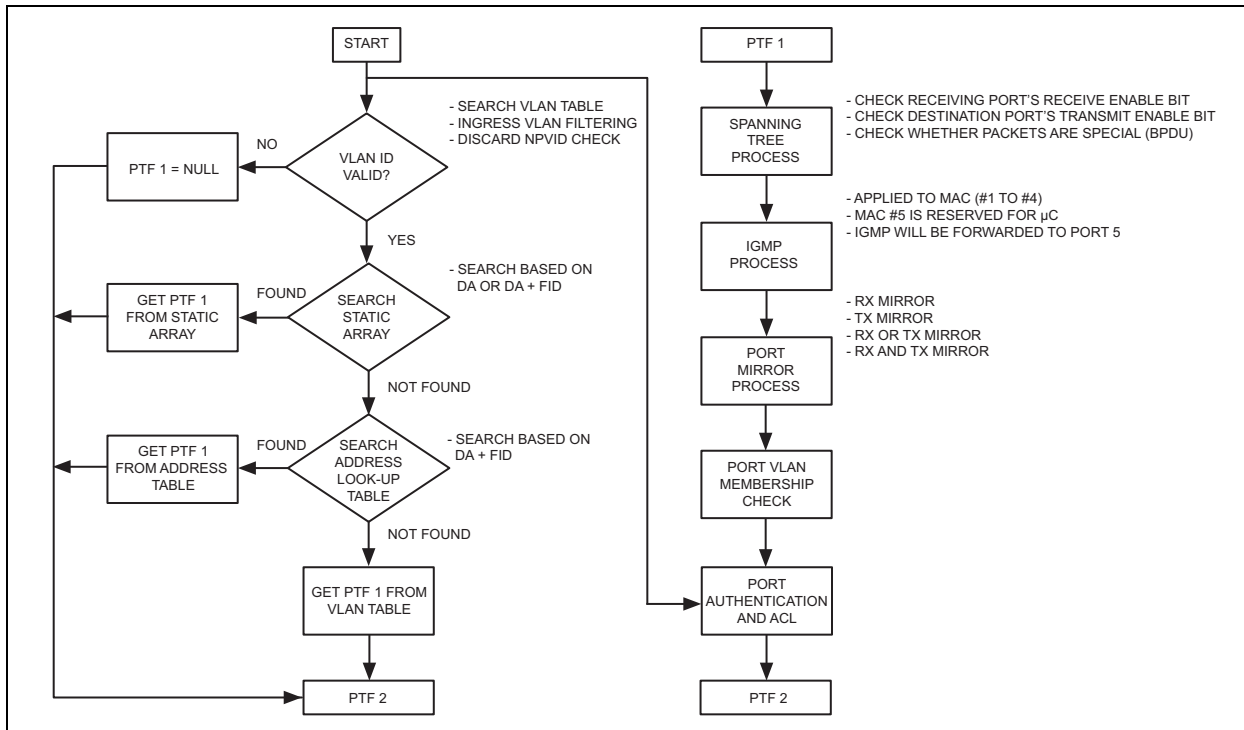 START
- SEARCH VLAN TABLE
- INGRESS VLAN FILTERING
- DISCARD NPVID CHECK
NO
PTF 1 = NULL
VLAN ID
VALID?
YES
- SEARCH BASED ON
DA OR DA + FID
FOUND
GET PTF 1
FROM STATIC
ARRAY
SEARCH
STATIC
ARRAY
NOT FOUND
- SEARCH BASED ON
DA + FID
FOUND
GET PTF 1
FROM ADDRESS
TABLE
SEARCH
ADDRESS
LOOK-UP
TABLE
NOT FOUND
GET PTF 1 FROM
VLAN TABLE
PTF 2
PTF 1
- CHECK RECEIVING PORT'S RECEIVE ENABLE BIT
- CHECK DESTINATION PORT'S TRANSMIT ENABLE BIT
- CHECK WHETHER PACKETS ARE SPECIAL (BPDU)
SPANNING
TREE
PROCESS
- APPLIED TO MAC (#1 TO #4)
- MAC #5 IS RESERVED FOR µC
- IGMP WILL BE FORWARDED TO PORT 5
IGMP
PROCESS
- RX MIRROR
- TX MIRROR
- RX OR TX MIRROR
- RX AND TX MIRROR
PORT
MIRROR
PROCESS
PORT VLAN
MEMBERSHIP
CHECK
PORT
AUTHENTICATION
AND ACL
PTF 2